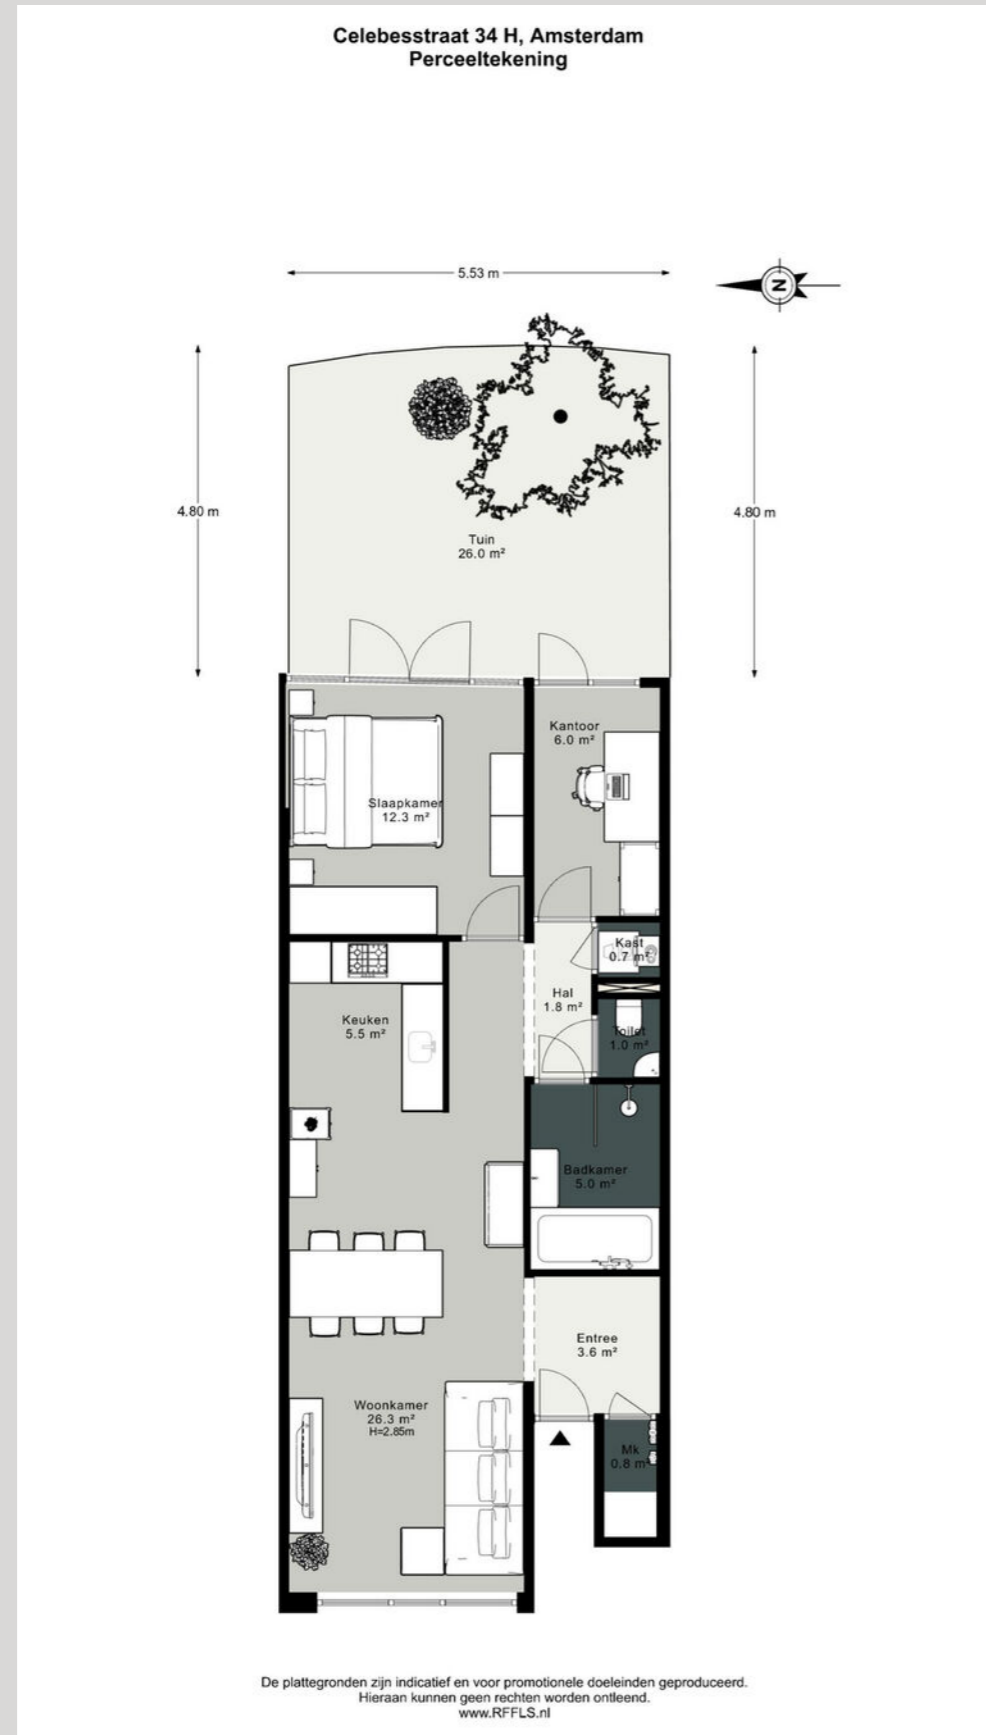 Celebesstraat 34 H, Amsterdam
Perceeltekening
5.53 m
N
4.80 m
4.80 m
Tuin
26.0 m²
Kantoor
6.0 m²
Slaapkamer
12.3 m²
Kast
0.7 m²
Hal
1.8 m²
Keuken
5.5 m²
Toilet
1.0 m²
Badkamer
5.0 m²
Entree
3.6 m²
Woonkamer
26.3 m²
H=2.85m
Mk
0.8 m²
De plattegronden zijn indicatief en voor promotionele doeleinden geproduceerd.
Hieraan kunnen geen rechten worden ontleend.
www.RFFLS.nl